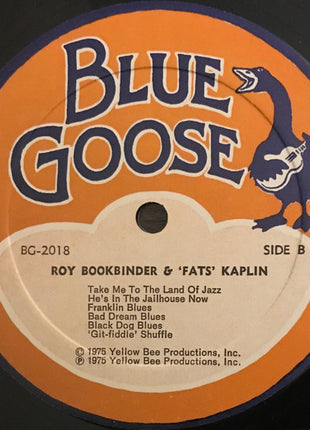 BLUE
GOOSE
BG-2018 SIDE B
ROY BOOKBINDER & 'FATS' KAPLIN
Take Me To The Land Of Jazz
He's In The Jailhouse Now
Franklin Blues
Bad Dream Blues
Black Dog Blues
'Git-fiddle' Shuffle
© 1975 Yellow Bee Productions, Inc.
℗ 1975 Yellow Bee Productions, Inc.